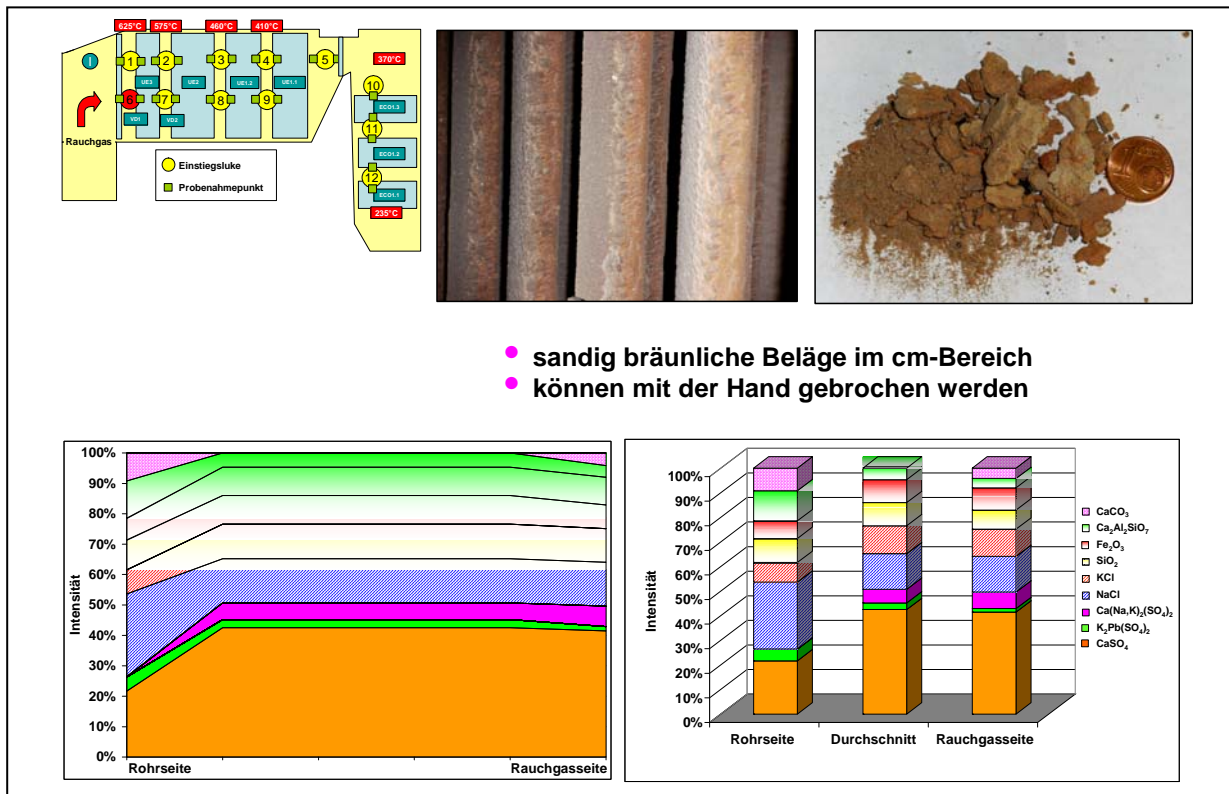 625°C 575°C 460°C 410°C
I 1 2 3 4 5 370°C
UE3 UE2 UE1.2 UE1.1
6 7 8 9 10
VD1 VD2 ECO1.3
Rauchgas
11
ECO1.2
Einstiegsluke
Probenahmepunkt
12
ECO1.1
235°C
sandig bräunliche Beläge im cm-Bereich
können mit der Hand gebrochen werden
100%
90%
80%
70%
60%
50%
40%
30%
20%
10%
0%
Intensität
Rohrseite Rauchgasseite
100%
90%
80%
70%
60%
50%
40%
30%
20%
10%
0%
Intensität
Rohrseite Durchschnitt Rauchgasseite
CaCO₃
Ca₂Al₂SiO₇
Fe₂O₃
SiO₂
KCl
NaCl
Ca(Na,K)₂(SO₄)₂
K₂Pb(SO₄)₂
CaSO₄